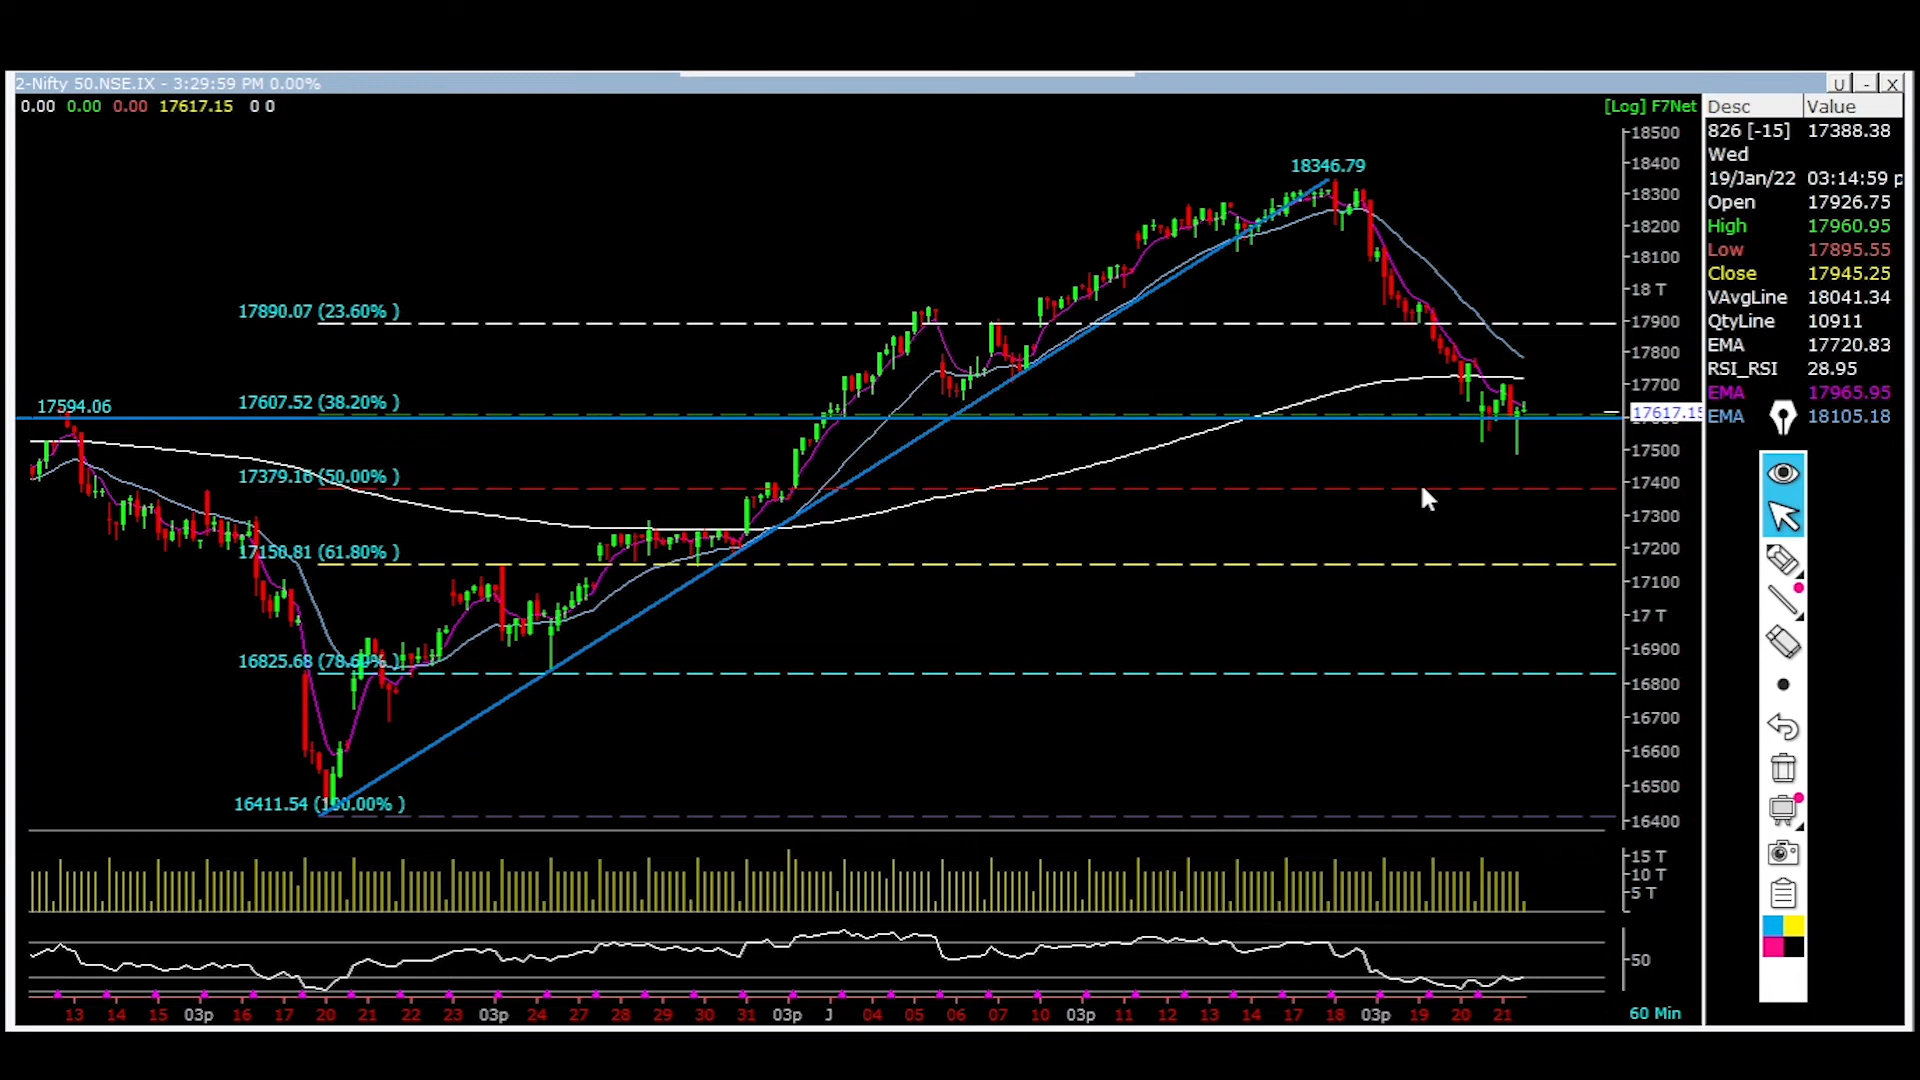 2-Nifty 50.NSE.IX - 3:29:59 PM 0.00%
U - X
0.00 0.00 0.00 17617.15 0 0
[Log] F7Net
Desc Value
826 [-15] 17388.38
Wed
19/Jan/22 03:14:59 p
Open 17926.75
High 17960.95
Low 17895.55
Close 17945.25
VAvgLine 18041.34
QtyLine 10911
EMA 17720.83
RSI_RSI 28.95
EMA 17965.95
EMA 18105.18
18346.79
17890.07 (23.60% )
17594.06
17607.52 (38.20% )
17379.16 (50.00% )
17150.81 (61.80% )
16825.68 (78.60% )
16411.54 (100.00% )
18500
18400
18300
18200
18100
18 T
17900
17800
17700
17617.15
17500
17400
17300
17200
17100
17 T
16900
16800
16700
16600
16500
16400
15 T
10 T
5 T
50
13 14 15 03p 16 17 20 21 22 23 03p 24 27 28 29 30 31 03p J 04 05 06 07 10 03p 11 12 13 14 17 18 03p 19 20 21
60 Min